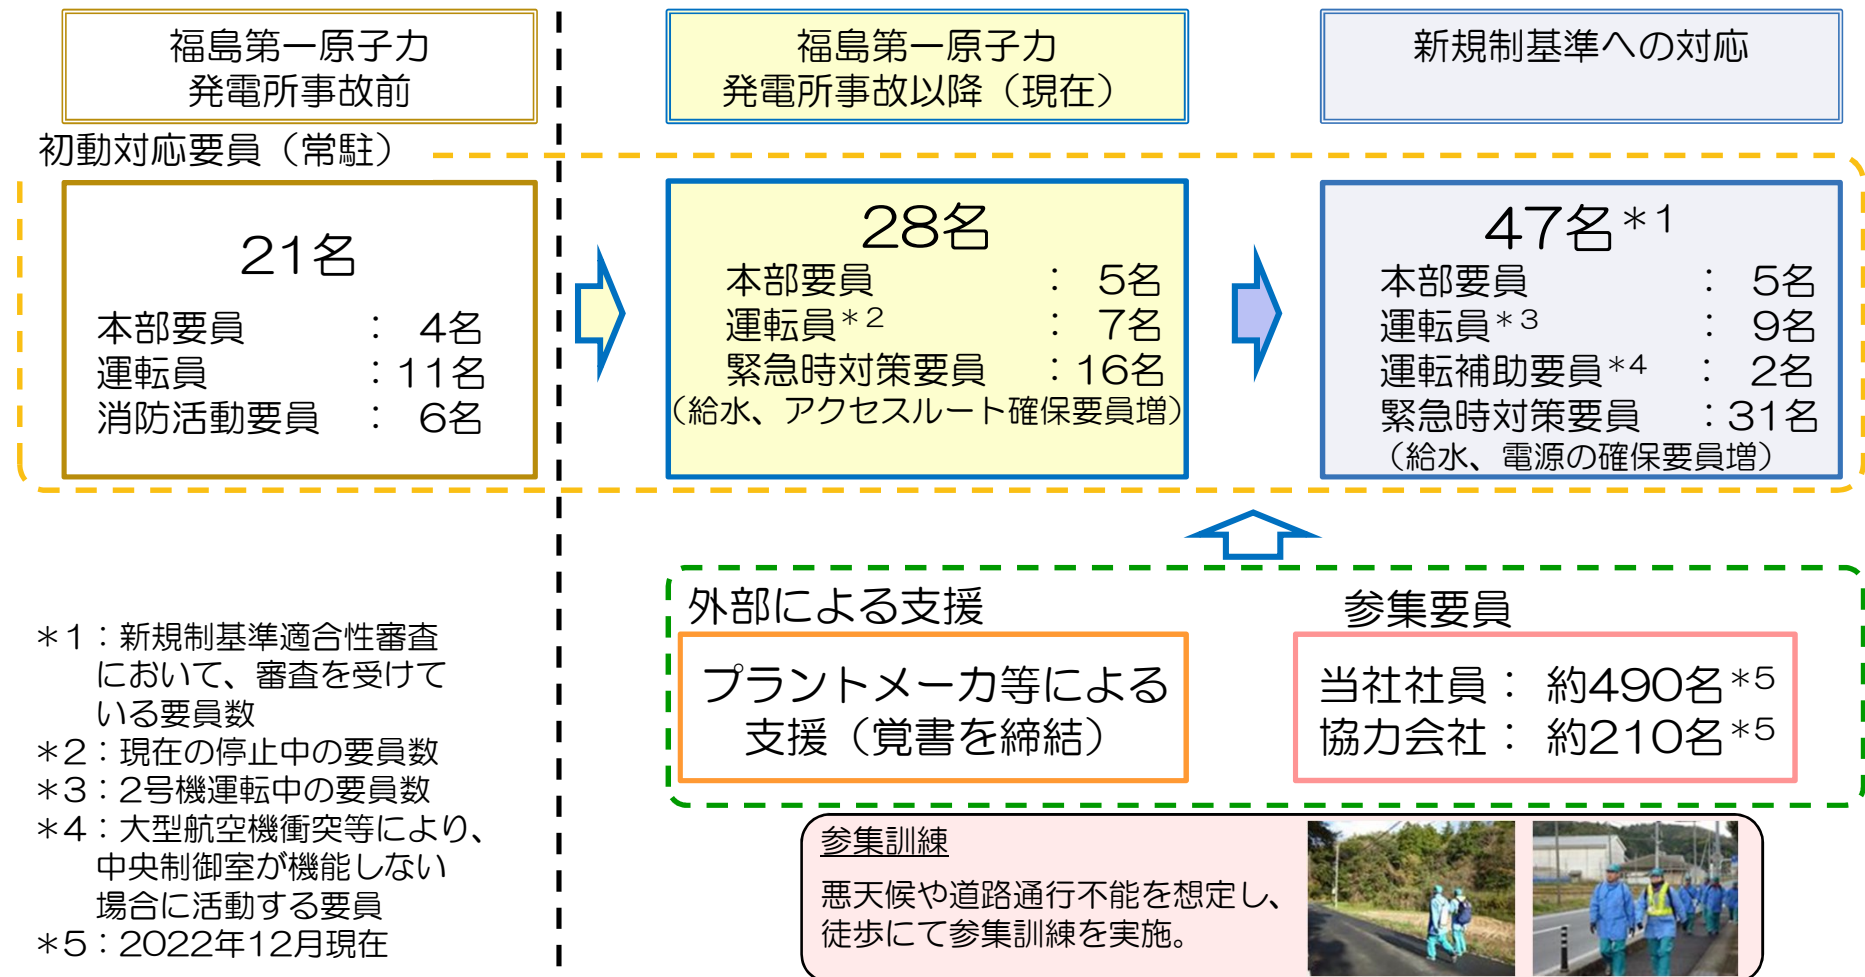 福島第一原子力
発電所事故前
福島第一原子力
発電所事故以降（現在）
新規制基準への対応
初動対応要員（常駐）
21名
本部要員　　　：　4名
運転員　　　　：11名
消防活動要員　：　6名
28名
本部要員　　　　：　5名
運転員＊2　　　：　7名
緊急時対策要員　：16名
（給水、アクセスルート確保要員増）
47名＊1
本部要員　　　　：　5名
運転員＊3　　　：　9名
運転補助要員＊4　：　2名
緊急時対策要員　：31名
（給水、電源の確保要員増）
外部による支援
プラントメーカ等による
支援（覚書を締結）
参集要員
当社社員：　約490名＊5
協力会社：　約210名＊5
＊1：新規制基準適合性審査
において、審査を受けて
いる要員数
＊2：現在の停止中の要員数
＊3：2号機運転中の要員数
＊4：大型航空機衝突等により、
中央制御室が機能しない
場合に活動する要員
＊5：2022年12月現在
参集訓練
悪天候や道路通行不能を想定し、
徒歩にて参集訓練を実施。